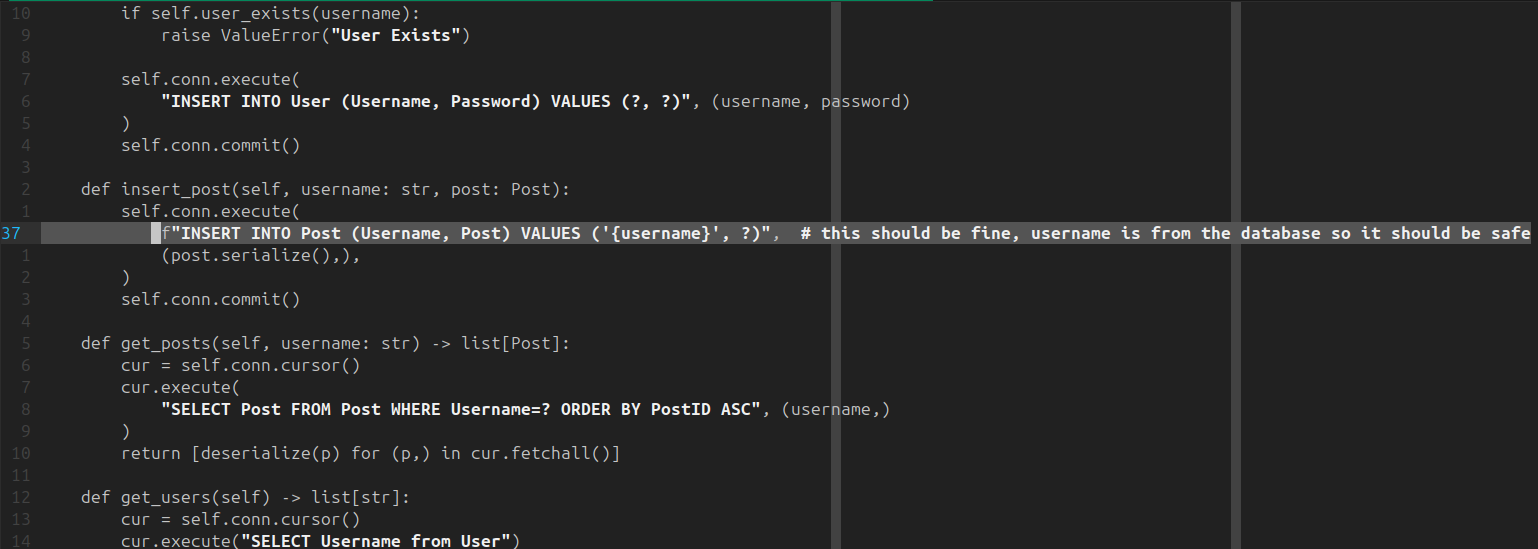 10 if self.user_exists(username):
9 raise ValueError("User Exists")
8
7 self.conn.execute(
6 "INSERT INTO User (Username, Password) VALUES (?, ?)", (username, password)
5 )
4 self.conn.commit()
3
2 def insert_post(self, username: str, post: Post):
1 self.conn.execute(
37 f"INSERT INTO Post (Username, Post) VALUES ('{username}', ?)", # this should be fine, username is from the database so it should be safe
1 (post.serialize(),),
2 )
3 self.conn.commit()
4
5 def get_posts(self, username: str) -> list[Post]:
6 cur = self.conn.cursor()
7 cur.execute(
8 "SELECT Post FROM Post WHERE Username=? ORDER BY PostID ASC", (username,)
9 )
10 return [deserialize(p) for (p,) in cur.fetchall()]
11
12 def get_users(self) -> list[str]:
13 cur = self.conn.cursor()
14 cur.execute("SELECT Username from User")